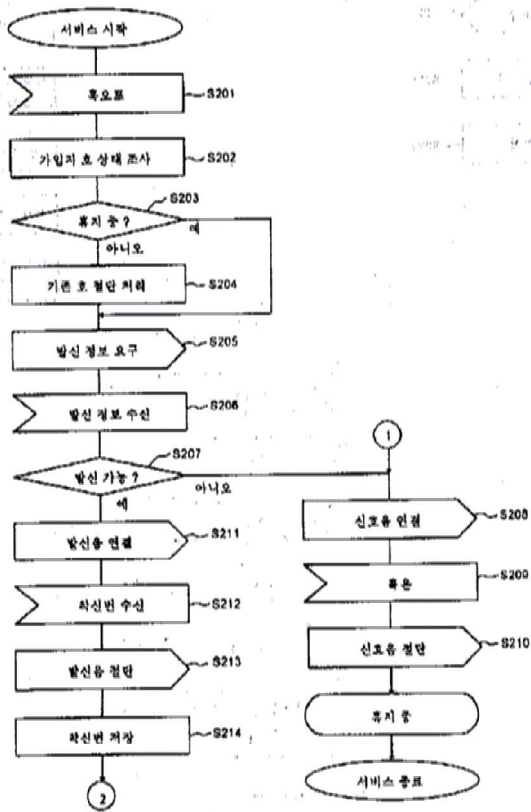 서비스 시작
훅오프
S201
가입자 호 상태 조사
S202
S203
휴지 중 ?
예
아니오
기존 호 절단 처리
S204
발신 정보 요구
S205
발신 정보 수신
S206
S207
발신 가능 ?
아니오
예
발신음 연결
S211
착신번 수신
S212
발신음 절단
S213
착신번 저장
S214
2
1
신호음 연결
S208
훅온
S209
신호음 절단
S210
휴지 중
서비스 종료